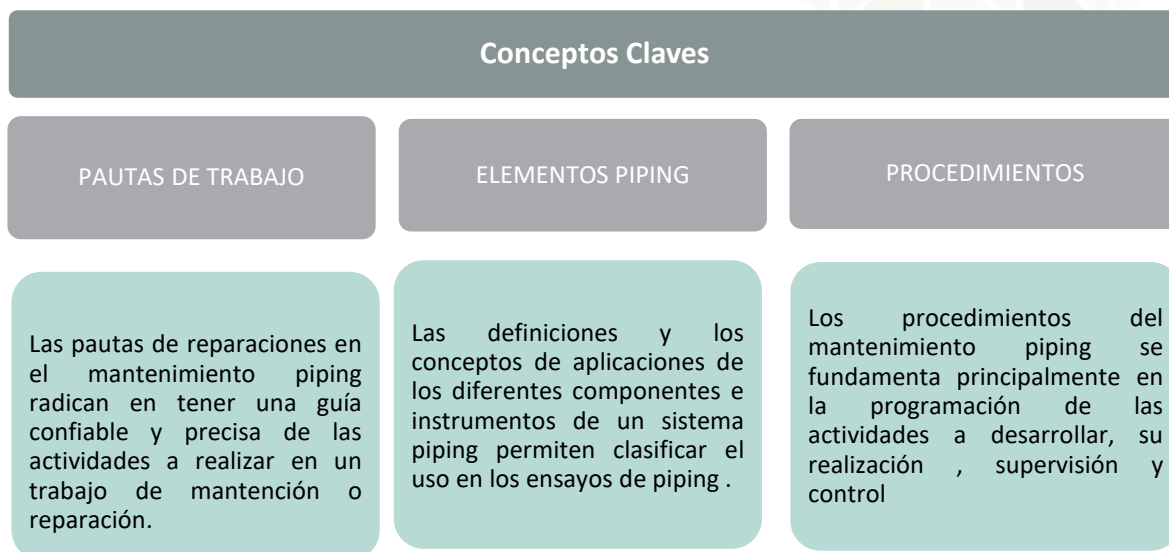 Conceptos Claves
PAUTAS DE TRABAJO
ELEMENTOS PIPING
PROCEDIMIENTOS
Las pautas de reparaciones en
el mantenimiento piping
radican en tener una guía
confiable y precisa de las
actividades a realizar en un
trabajo de mantención o
reparación.
Las definiciones y los
conceptos de aplicaciones de
los diferentes componentes e
instrumentos de un sistema
piping permiten clasificar el
uso en los ensayos de piping .
Los procedimientos del
mantenimiento piping se
fundamenta principalmente en
la programación de las
actividades a desarrollar, su
realización , supervisión y
control